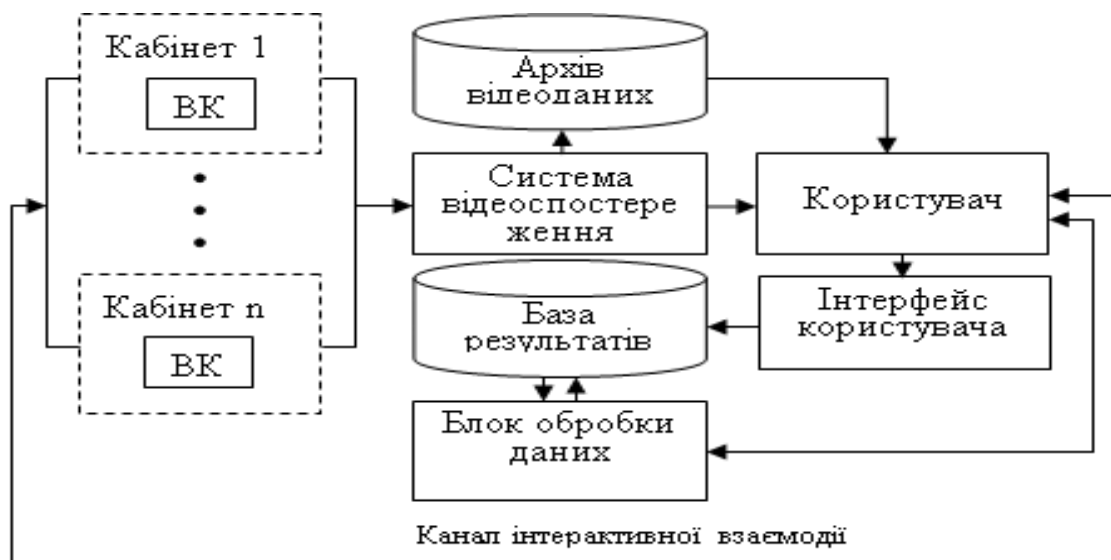 Кабінет 1
ВК
Кабінет n
ВК
Архів
відеоданих
Система
відеоспостере
ження
Користувач
База
результатів
Інтерфейс
користувача
Блок обробки
даних
Канал інтерактивної взаємодії